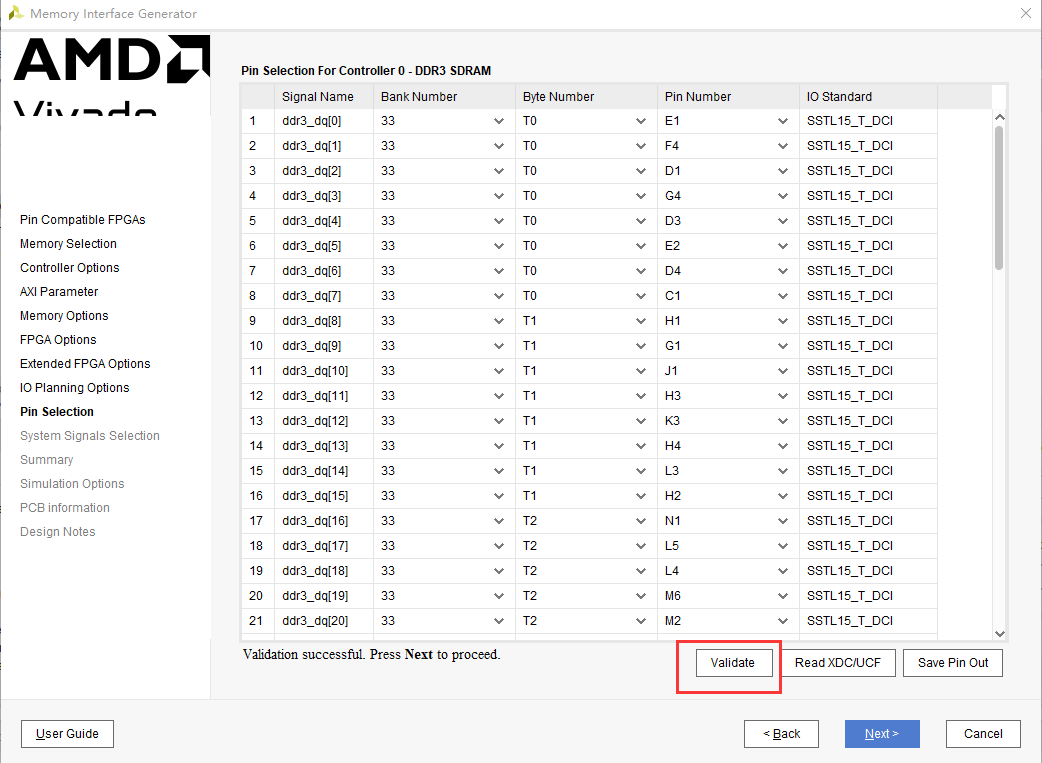 Memory Interface Generator
AMD
Vivado
Pin Compatible FPGAs
Memory Selection
Controller Options
AXI Parameter
Memory Options
FPGA Options
Extended FPGA Options
IO Planning Options
Pin Selection
System Signals Selection
Summary
Simulation Options
PCB information
Design Notes
Pin Selection For Controller 0 - DDR3 SDRAM
Signal Name Bank Number Byte Number Pin Number IO Standard
1 ddr3_dq[0] 33 T0 E1 SSTL15_T_DCI
2 ddr3_dq[1] 33 T0 F4 SSTL15_T_DCI
3 ddr3_dq[2] 33 T0 D1 SSTL15_T_DCI
4 ddr3_dq[3] 33 T0 G4 SSTL15_T_DCI
5 ddr3_dq[4] 33 T0 D3 SSTL15_T_DCI
6 ddr3_dq[5] 33 T0 E2 SSTL15_T_DCI
7 ddr3_dq[6] 33 T0 D4 SSTL15_T_DCI
8 ddr3_dq[7] 33 T0 C1 SSTL15_T_DCI
9 ddr3_dq[8] 33 T1 H1 SSTL15_T_DCI
10 ddr3_dq[9] 33 T1 G1 SSTL15_T_DCI
11 ddr3_dq[10] 33 T1 J1 SSTL15_T_DCI
12 ddr3_dq[11] 33 T1 H3 SSTL15_T_DCI
13 ddr3_dq[12] 33 T1 K3 SSTL15_T_DCI
14 ddr3_dq[13] 33 T1 H4 SSTL15_T_DCI
15 ddr3_dq[14] 33 T1 L3 SSTL15_T_DCI
16 ddr3_dq[15] 33 T1 H2 SSTL15_T_DCI
17 ddr3_dq[16] 33 T2 N1 SSTL15_T_DCI
18 ddr3_dq[17] 33 T2 L5 SSTL15_T_DCI
19 ddr3_dq[18] 33 T2 L4 SSTL15_T_DCI
20 ddr3_dq[19] 33 T2 M6 SSTL15_T_DCI
21 ddr3_dq[20] 33 T2 M2 SSTL15_T_DCI
Validation successful. Press Next to proceed.
Validate Read XDC/UCF Save Pin Out
User Guide < Back Next > Cancel